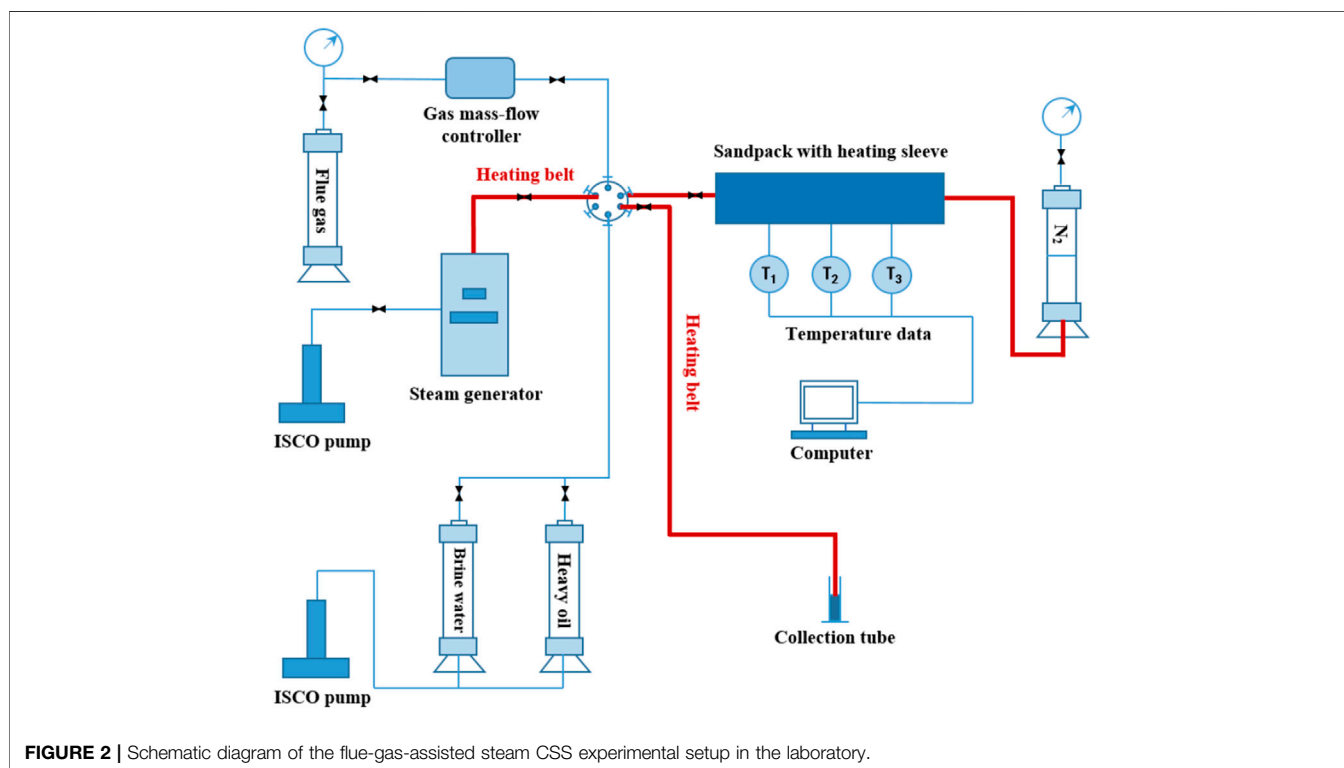 Gas mass-flow
controller
Flue gas
Heating belt
Sandpack with heating sleeve
N₂
T₁
T₂
T₃
Temperature data
Steam generator
Heating belt
ISCO pump
Computer
Brine water
Heavy oil
Collection tube
ISCO pump
FIGURE 2 | Schematic diagram of the flue-gas-assisted steam CSS experimental setup in the laboratory.